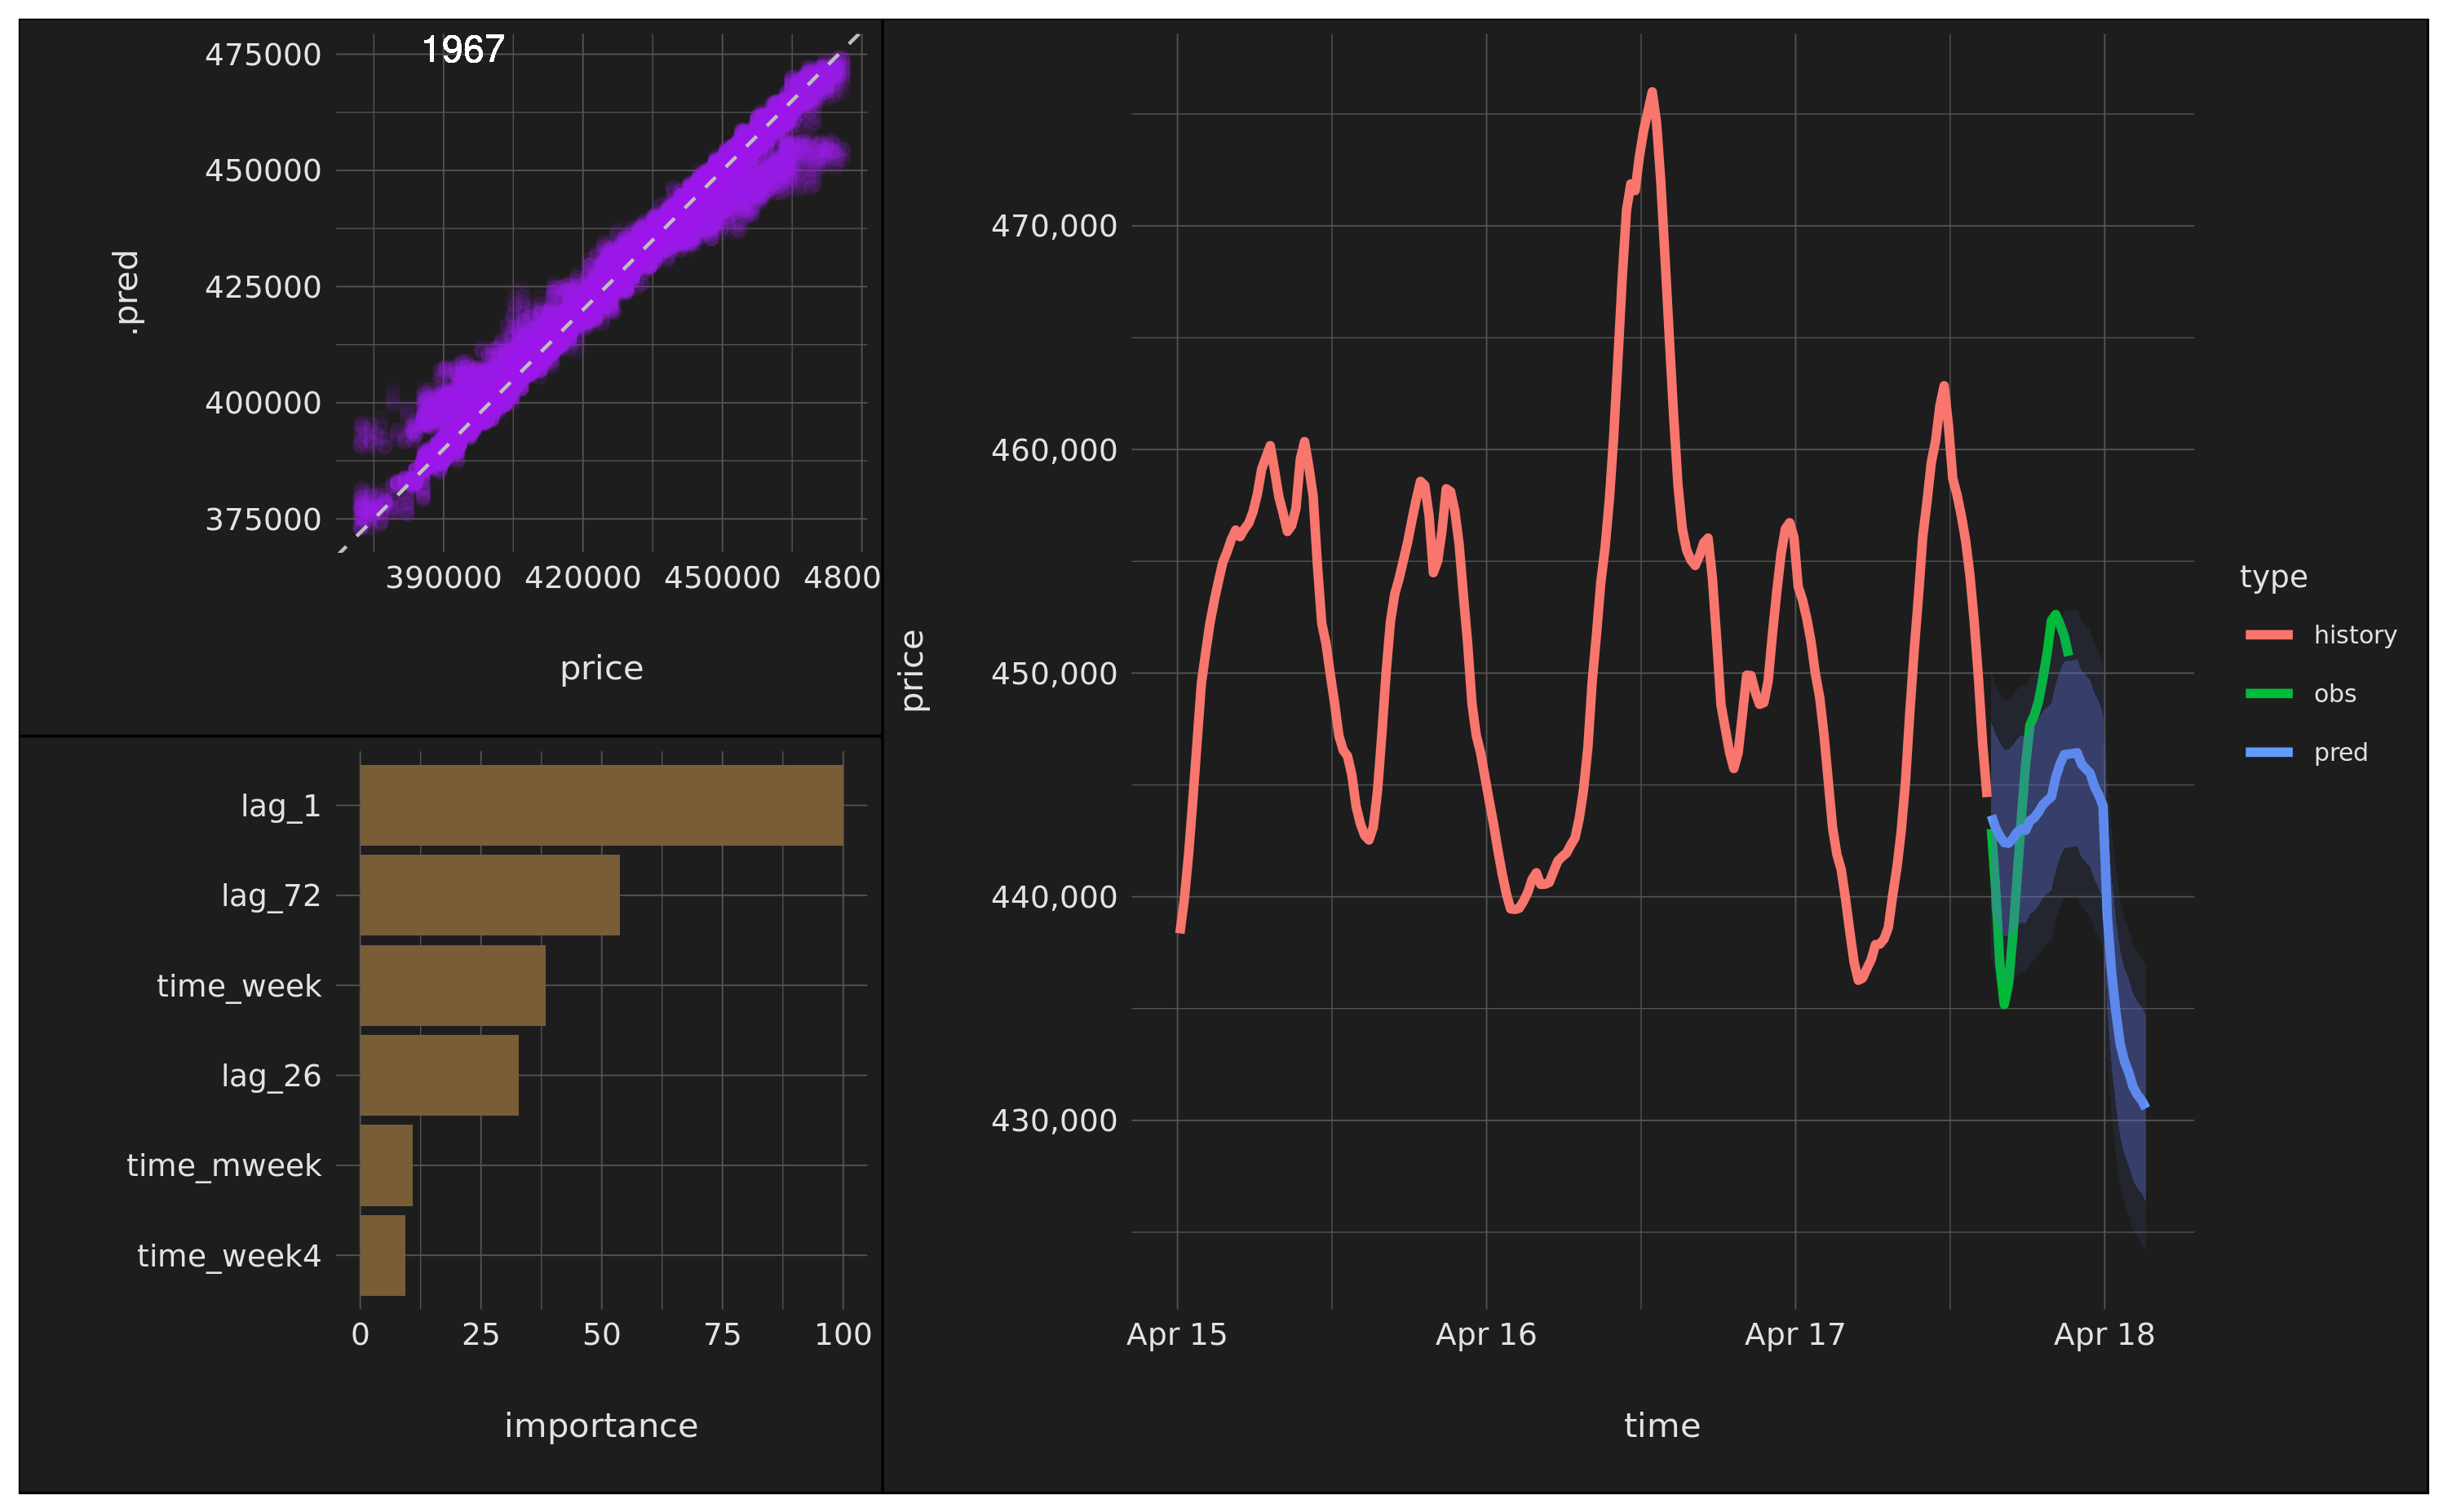 1967
475000
450000
425000
400000
375000
.pred
390000 420000 450000 4800
price
lag_1
lag_72
time_week
lag_26
time_mweek
time_week4
0 25 50 75 100
importance
470,000
460,000
450,000
440,000
430,000
price
Apr 15 Apr 16 Apr 17 Apr 18
time
type
history
obs
pred